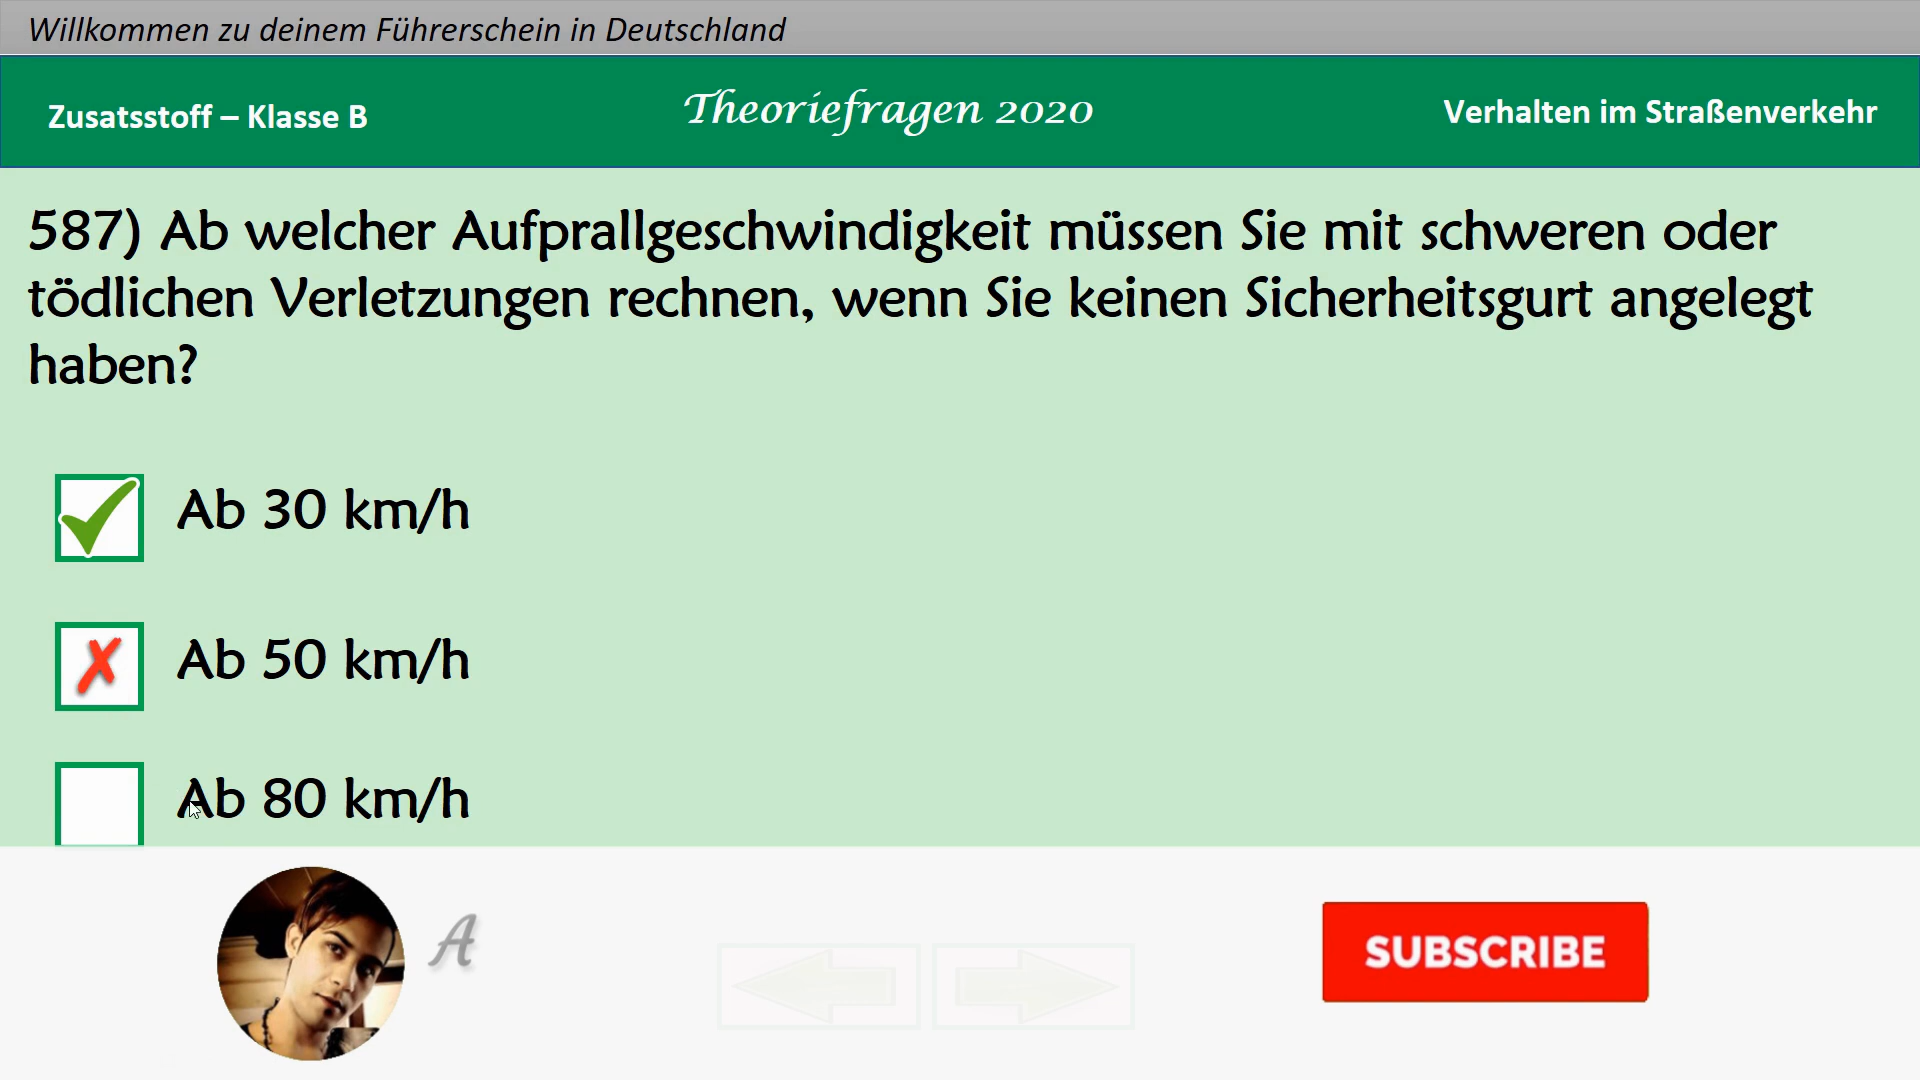 Willkommen zu deinem Führerschein in Deutschland
Zusatsstoff – Klasse B
Theoriefragen 2020
Verhalten im Straßenverkehr
587) Ab welcher Aufprallgeschwindigkeit müssen Sie mit schweren oder
tödlichen Verletzungen rechnen, wenn Sie keinen Sicherheitsgurt angelegt
haben?
Ab 30 km/h
Ab 50 km/h
Ab 80 km/h
A
SUBSCRIBE